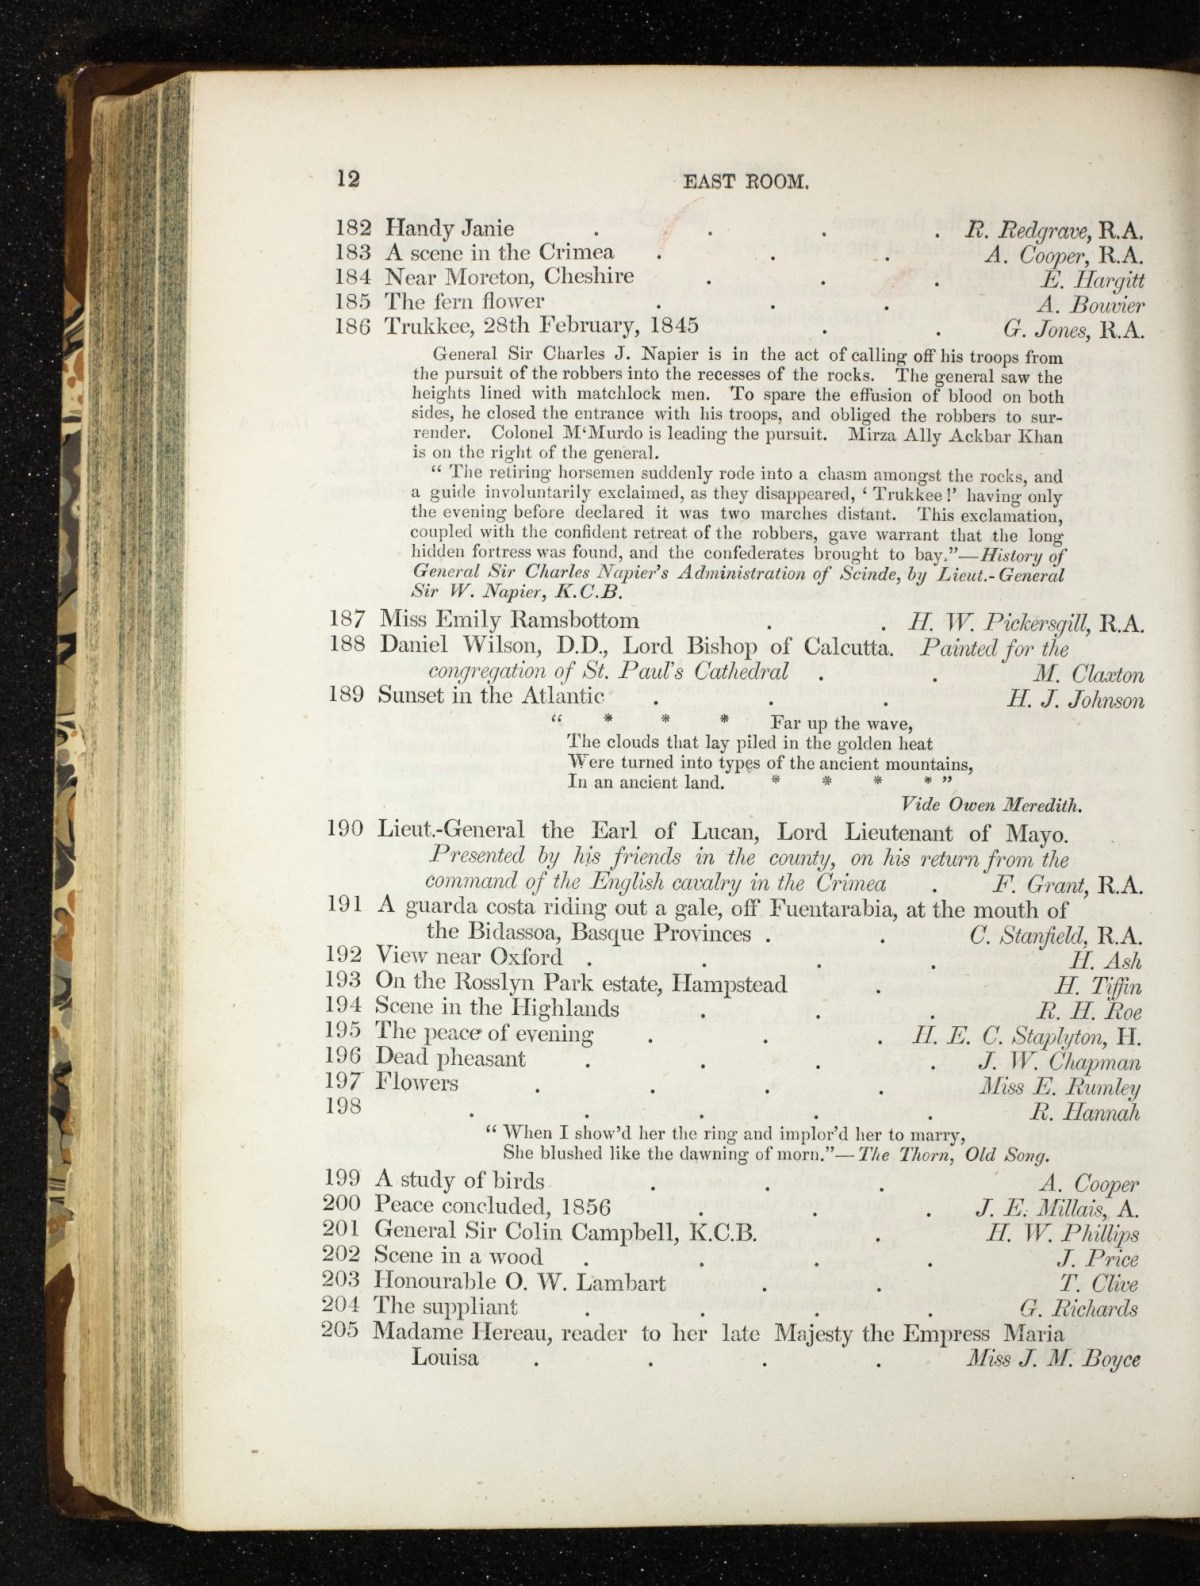 12 EAST ROOM.
182 Handy Janie . . . . R. Redgrave, R.A.
183 A scene in the Crimea . . . A. Cooper, R.A.
184 Near Moreton, Cheshire . . . E. Hargitt
185 The fern flower . . . A. Bouvier
186 Trukkee, 28th February, 1845 . . G. Jones, R.A.
General Sir Charles J. Napier is in the act of calling off his troops from
the pursuit of the robbers into the recesses of the rocks. The general saw the
heights lined with matchlock men. To spare the effusion of blood on both
sides, he closed the entrance with his troops, and obliged the robbers to sur-
render. Colonel M‘Murdo is leading the pursuit. Mirza Ally Ackbar Khan
is on the right of the general.
“ The retiring horsemen suddenly rode into a chasm amongst the rocks, and
a guide involuntarily exclaimed, as they disappeared, ‘ Trukkee !’ having only
the evening before declared it was two marches distant. This exclamation,
coupled with the confident retreat of the robbers, gave warrant that the long
hidden fortress was found, and the confederates brought to bay.”—History of
General Sir Charles Napier's Administration of Scinde, by Lieut.-General
Sir W. Napier, K.C.B.
187 Miss Emily Ramsbottom . . H. W. Pickersgill, R.A.
188 Daniel Wilson, D.D., Lord Bishop of Calcutta. Painted for the
congregation of St. Paul's Cathedral . . M. Claxton
189 Sunset in the Atlantic . . . H. J. Johnson
“ * * * Far up the wave,
The clouds that lay piled in the golden heat
Were turned into types of the ancient mountains,
In an ancient land. * * * * ”
Vide Owen Meredith.
190 Lieut.-General the Earl of Lucan, Lord Lieutenant of Mayo.
Presented by his friends in the county, on his return from the
command of the English cavalry in the Crimea . F. Grant, R.A.
191 A guarda costa riding out a gale, off Fuentarabia, at the mouth of
the Bidassoa, Basque Provinces . . C. Stanfield, R.A.
192 View near Oxford . . . . H. Ash
193 On the Rosslyn Park estate, Hampstead . H. Tiffin
194 Scene in the Highlands . . . R. H. Roe
195 The peace of evening . . . H. E. C. Staplyton, H.
196 Dead pheasant . . . . J. W. Chapman
197 Flowers . . . . Miss E. Rumley
198 . . . . . R. Hannah
“ When I show’d her the ring and implor’d her to marry,
She blushed like the dawning of morn.”—The Thorn, Old Song.
199 A study of birds . . . A. Cooper
200 Peace concluded, 1856 . . . J. E. Millais, A.
201 General Sir Colin Campbell, K.C.B. . H. W. Phillips
202 Scene in a wood . . . . J. Price
203 Honourable O. W. Lambart . . T. Clive
204 The suppliant . . . . G. Richards
205 Madame Hereau, reader to her late Majesty the Empress Maria
Louisa . . . . Miss J. M. Boyce